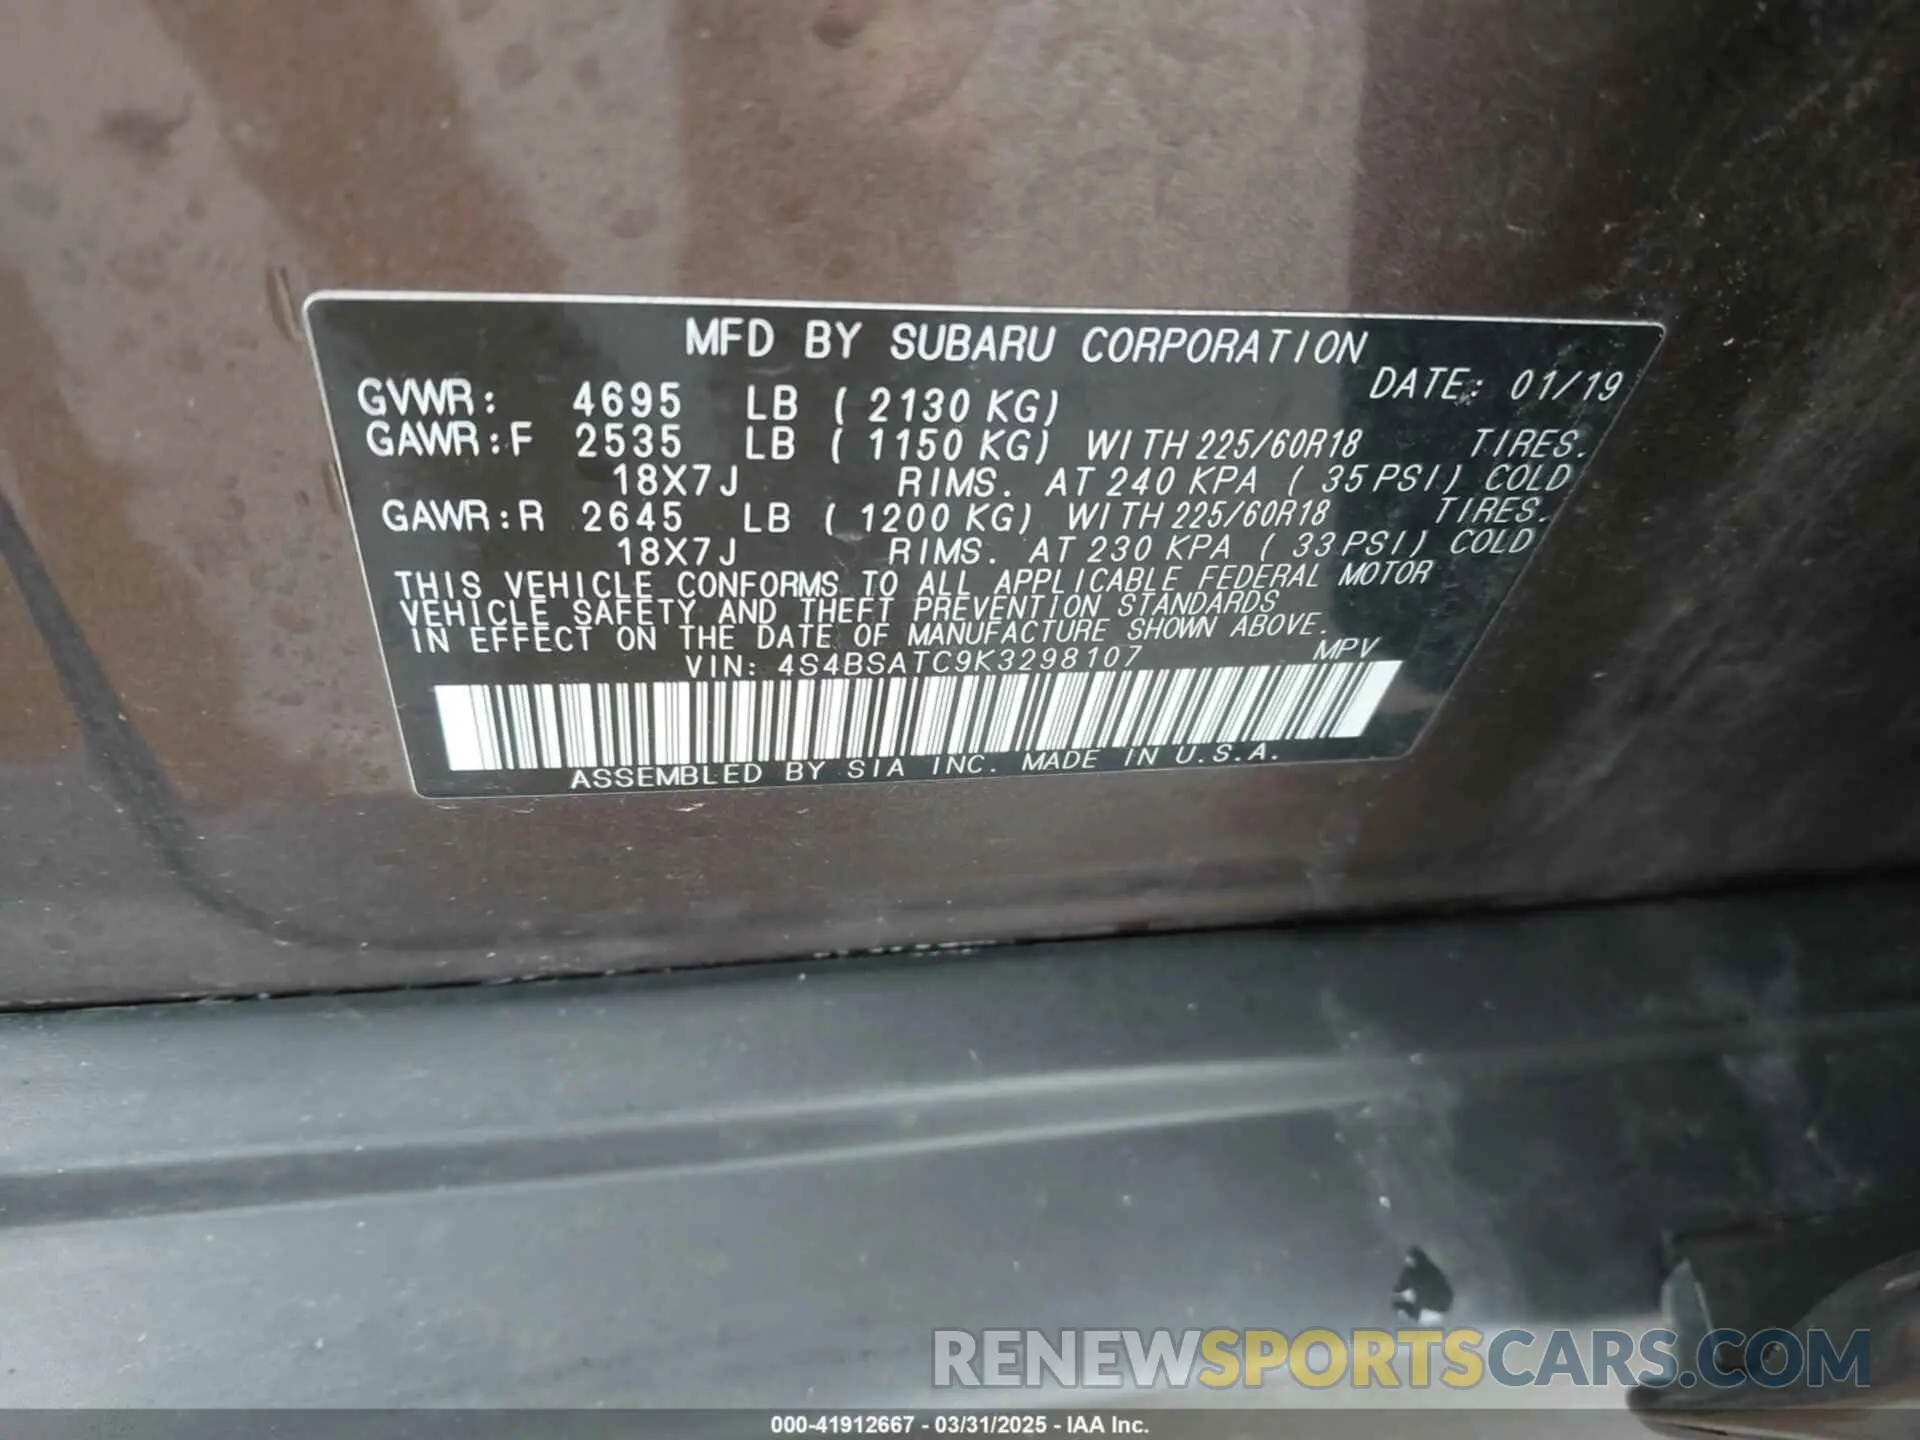 MFD BY SUBARU CORPORATION
DATE: 01/19
GVWR: 4695 LB (2130 KG)
GAWR:F 2535 LB (1150 KG) WITH 225/60R18 TIRES.
18X7J RIMS. AT 240 KPA (35 PSI) COLD
GAWR:R 2645 LB (1200 KG) WITH 225/60R18 TIRES.
18X7J RIMS. AT 230 KPA (33 PSI) COLD
THIS VEHICLE CONFORMS TO ALL APPLICABLE FEDERAL MOTOR
VEHICLE SAFETY AND THEFT PREVENTION STANDARDS
IN EFFECT ON THE DATE OF MANUFACTURE SHOWN ABOVE.
VIN: 4S4BSATC9K3298107 MPV
ASSEMBLED BY SIA INC. MADE IN U.S.A.
RENEWSPORTSCARS.COM
000-41912667 - 03/31/2025 - IAA Inc.